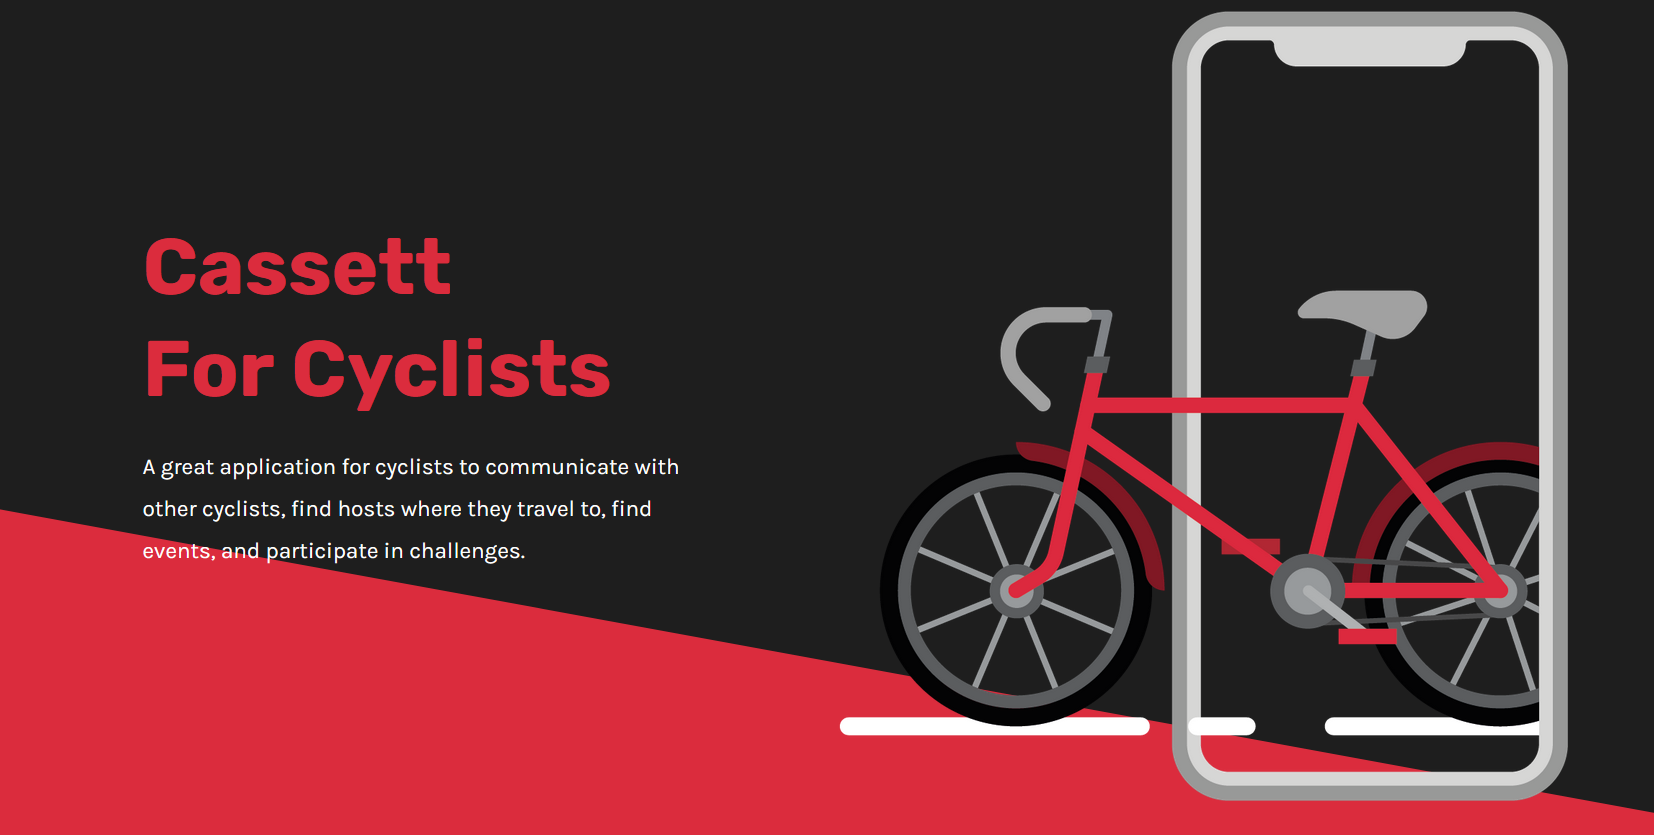 Cassett
For Cyclists
A great application for cyclists to communicate with
other cyclists, find hosts where they travel to, find
events, and participate in challenges.